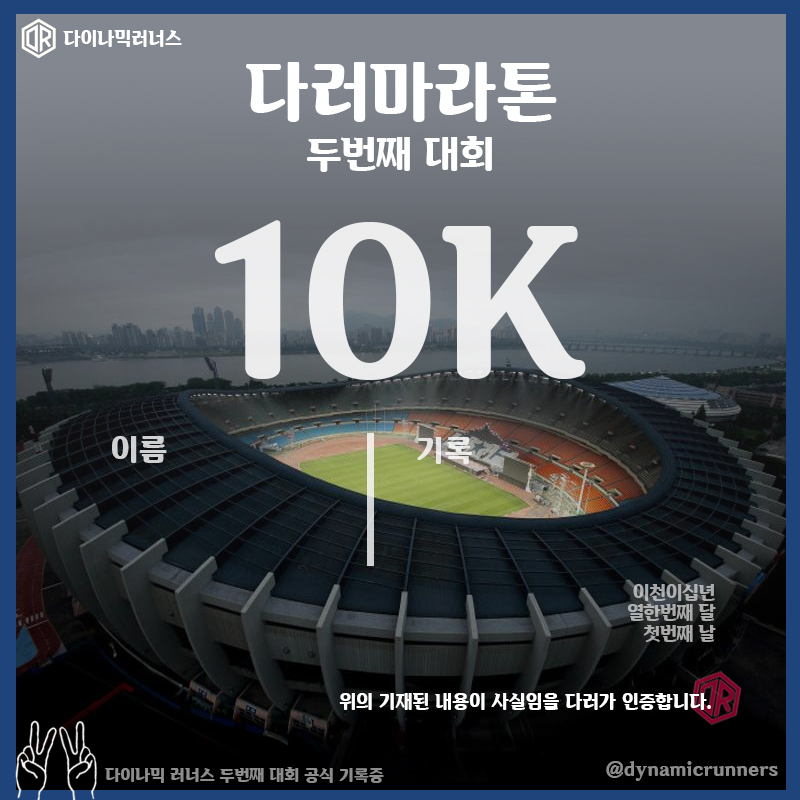 DR 다이나믹러너스
다러마라톤
두번째 대회
10K
이름
기록
이천이십년
열한번째 달
첫번째 날
위의 기재된 내용이 사실임을 다러가 인증합니다.
DR
다이나믹 러너스 두번째 대회 공식 기록증
@dynamicrunners